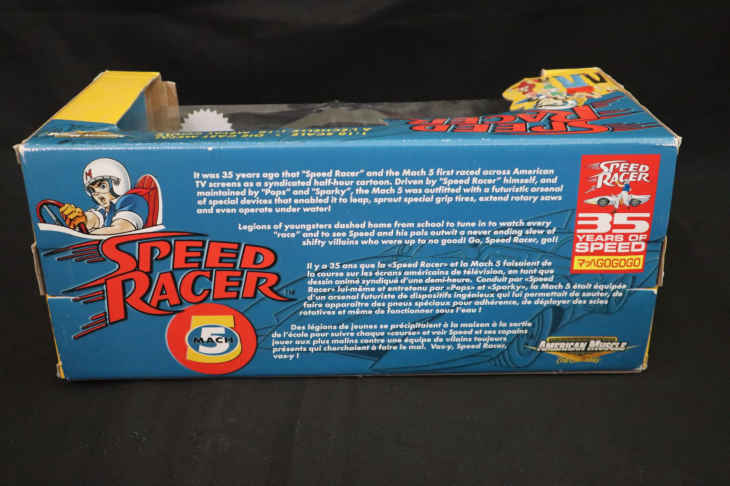 SPEED
RACER
It was 35 years ago that "Speed Racer" and the Mach 5 first raced across American
TV screens as a syndicated half-hour cartoon. Driven by "Speed Racer" himself, and
maintained by "Pops" and "Sparky", the Mach 5 was outfitted with a futuristic arsenal
of special devices that enabled it to leap, sprout special grip tires, extend rotary saws
and even operate under water!
Legions of youngsters dashed home from school to tune in to watch every
"race" and to see Speed and his pals outwit a never ending slew of
shifty villains who were up to no good! Go, Speed Racer, go!!
Il y a 35 ans que la «Speed Racer» et la Mach 5 faisaient de
la course sur les écrans américains de télévision, en tant que
dessin animé syndiqué d'une demi-heure. Conduit par «Speed
Racer» lui-même et entretenu par «Pops» et «Sparky», la Mach 5 était équipée
d'un arsenal futuriste de dispositifs ingénieux qui lui permettait de sauter, de
faire apparaître des pneus spéciaux pour adhérence, de déployer des scies
rotatives et même de fonctionner sous l'eau !
Des légions de jeunes se précipitaient à la maison à la sortie
de l'école pour suivre chaque «course» et voir Speed et ses copains
jouer aux plus malins contre une équipe de vilains toujours
présents qui cherchaient à faire le mal. Vas-y, Speed Racer,
vas-y !
M
SPEED
RACER
TM
5
MACH
SPEED
RACER
35
YEARS OF
SPEED
マッハGOGOGO
AMERICAN MUSCLE